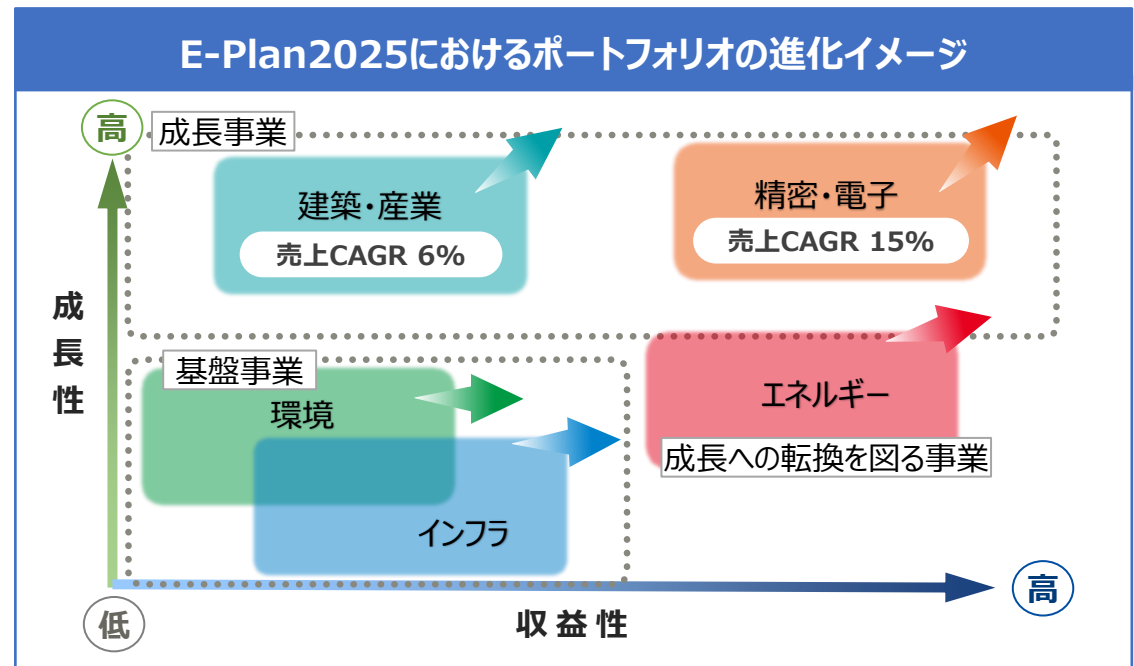 E-Plan2025におけるポートフォリオの進化イメージ
高
成長事業
建築・産業
売上CAGR 6%
精密・電子
売上CAGR 15%
成長性
基盤事業
環境
インフラ
エネルギー
成長への転換を図る事業
低
収益性
高